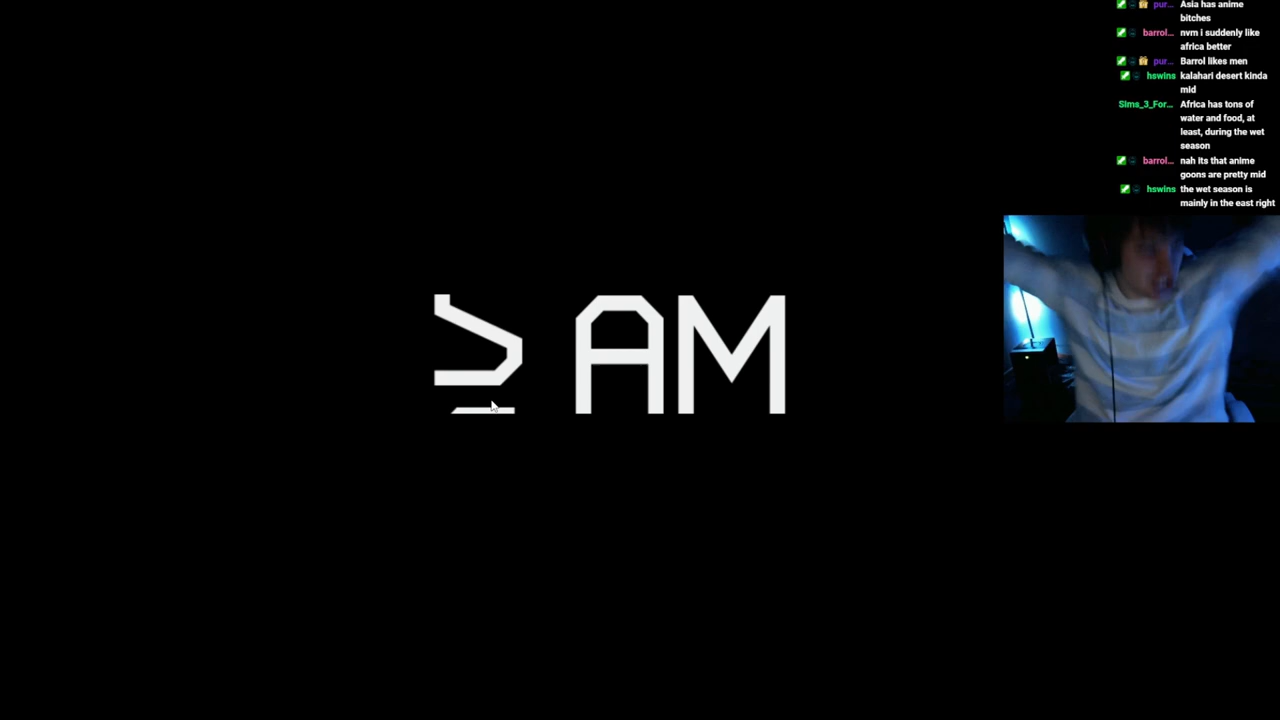 AM
pur... Asia has anime
bitches
barrol... nvm i suddenly like
africa better
pur... Barrol likes men
hswins kalahari desert kinda
mid
Sims_3_For... Africa has tons of
water and food, at
least, during the wet
season
barrol... nah its that anime
goons are pretty mid
hswins the wet season is
mainly in the east right